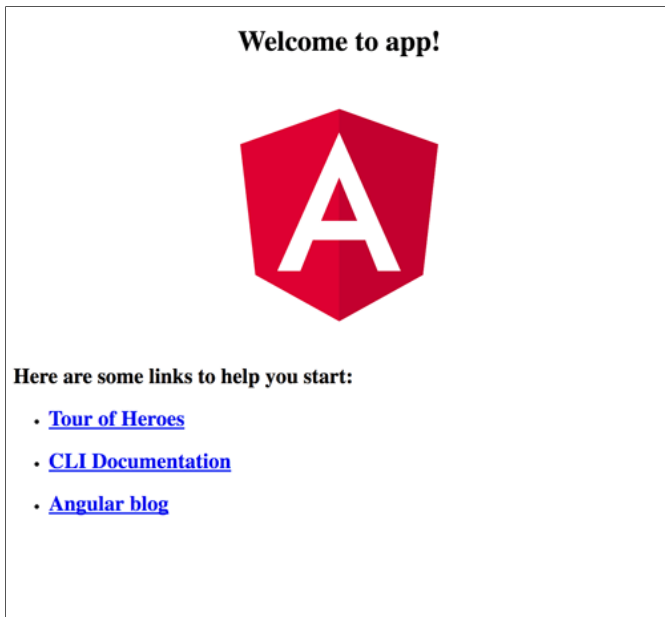 Welcome to app!
A
Here are some links to help you start:
Tour of Heroes
CLI Documentation
Angular blog